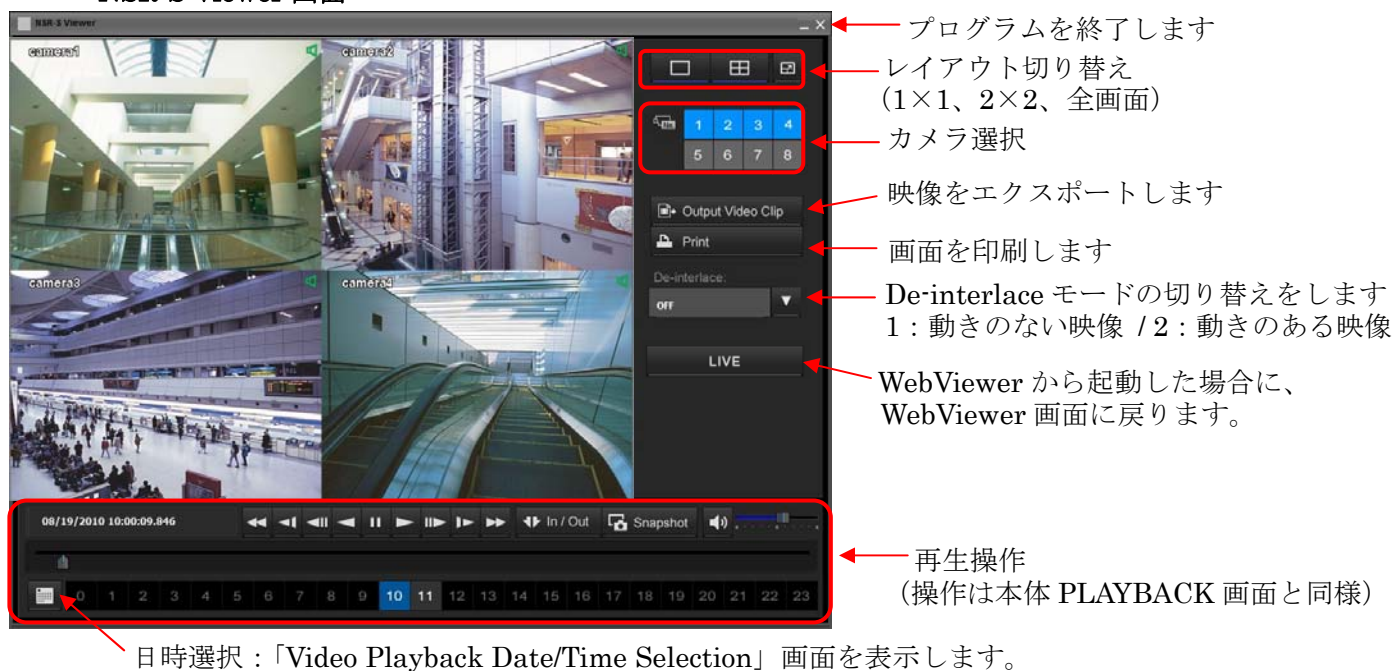 NSR-S Viewer 画面
NSR-S Viewer
プログラムを終了します
レイアウト切り替え
(1×1、2×2、全画面)
camera1
camera2
camera3
camera4
1 2 3 4
5 6 7 8
カメラ選択
Output Video Clip
映像をエクスポートします
Print
画面を印刷します
De-interlace:
OFF
De-interlace モードの切り替えをします
1：動きのない映像 / 2：動きのある映像
LIVE
WebViewer から起動した場合に、
WebViewer 画面に戻ります。
08/19/2010 10:00:09.846
In / Out
Snapshot
再生操作
(操作は本体 PLAYBACK 画面と同様)
0 1 2 3 4 5 6 7 8 9 10 11 12 13 14 15 16 17 18 19 20 21 22 23
日時選択：「Video Playback Date/Time Selection」画面を表示します。